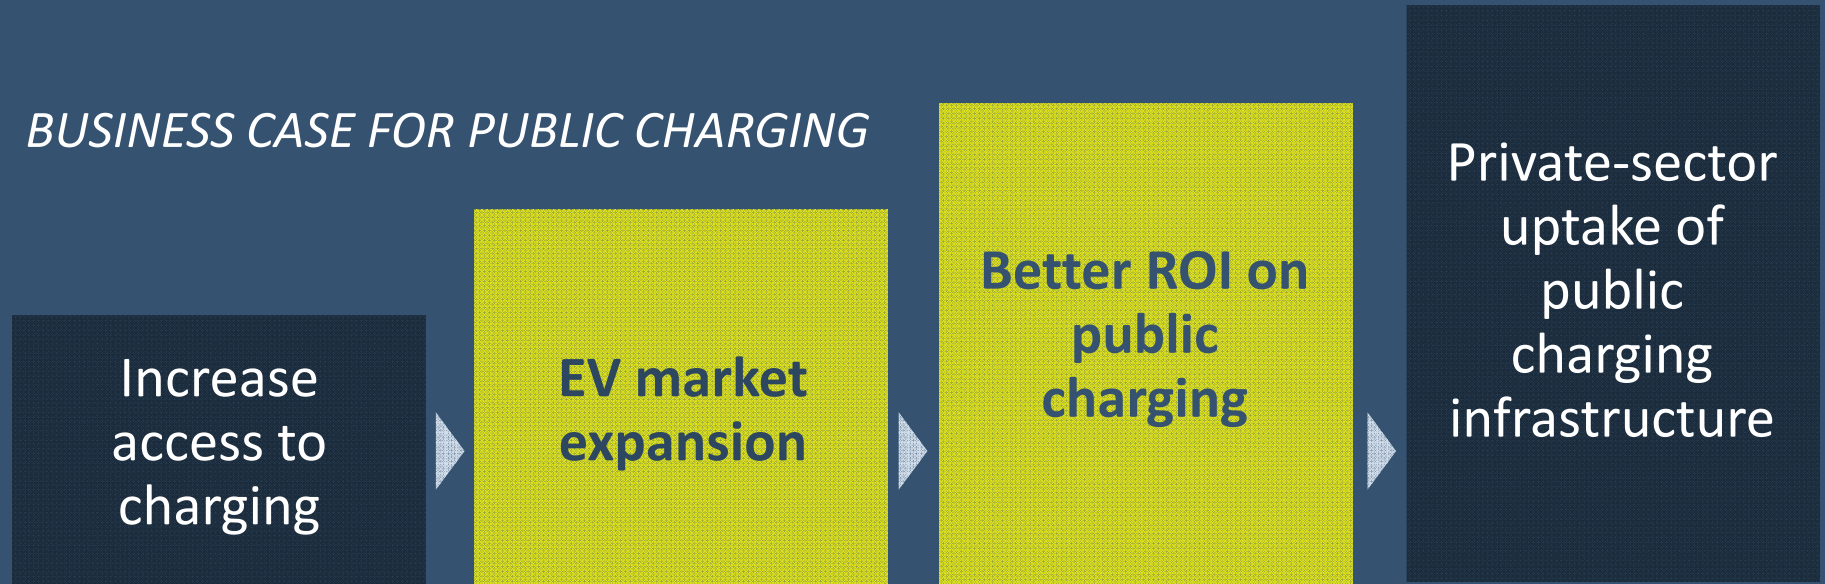 BUSINESS CASE FOR PUBLIC CHARGING
Increase
access to
charging
EV market
expansion
Better ROI on
public
charging
Private-sector
uptake of
public
charging
infrastructure